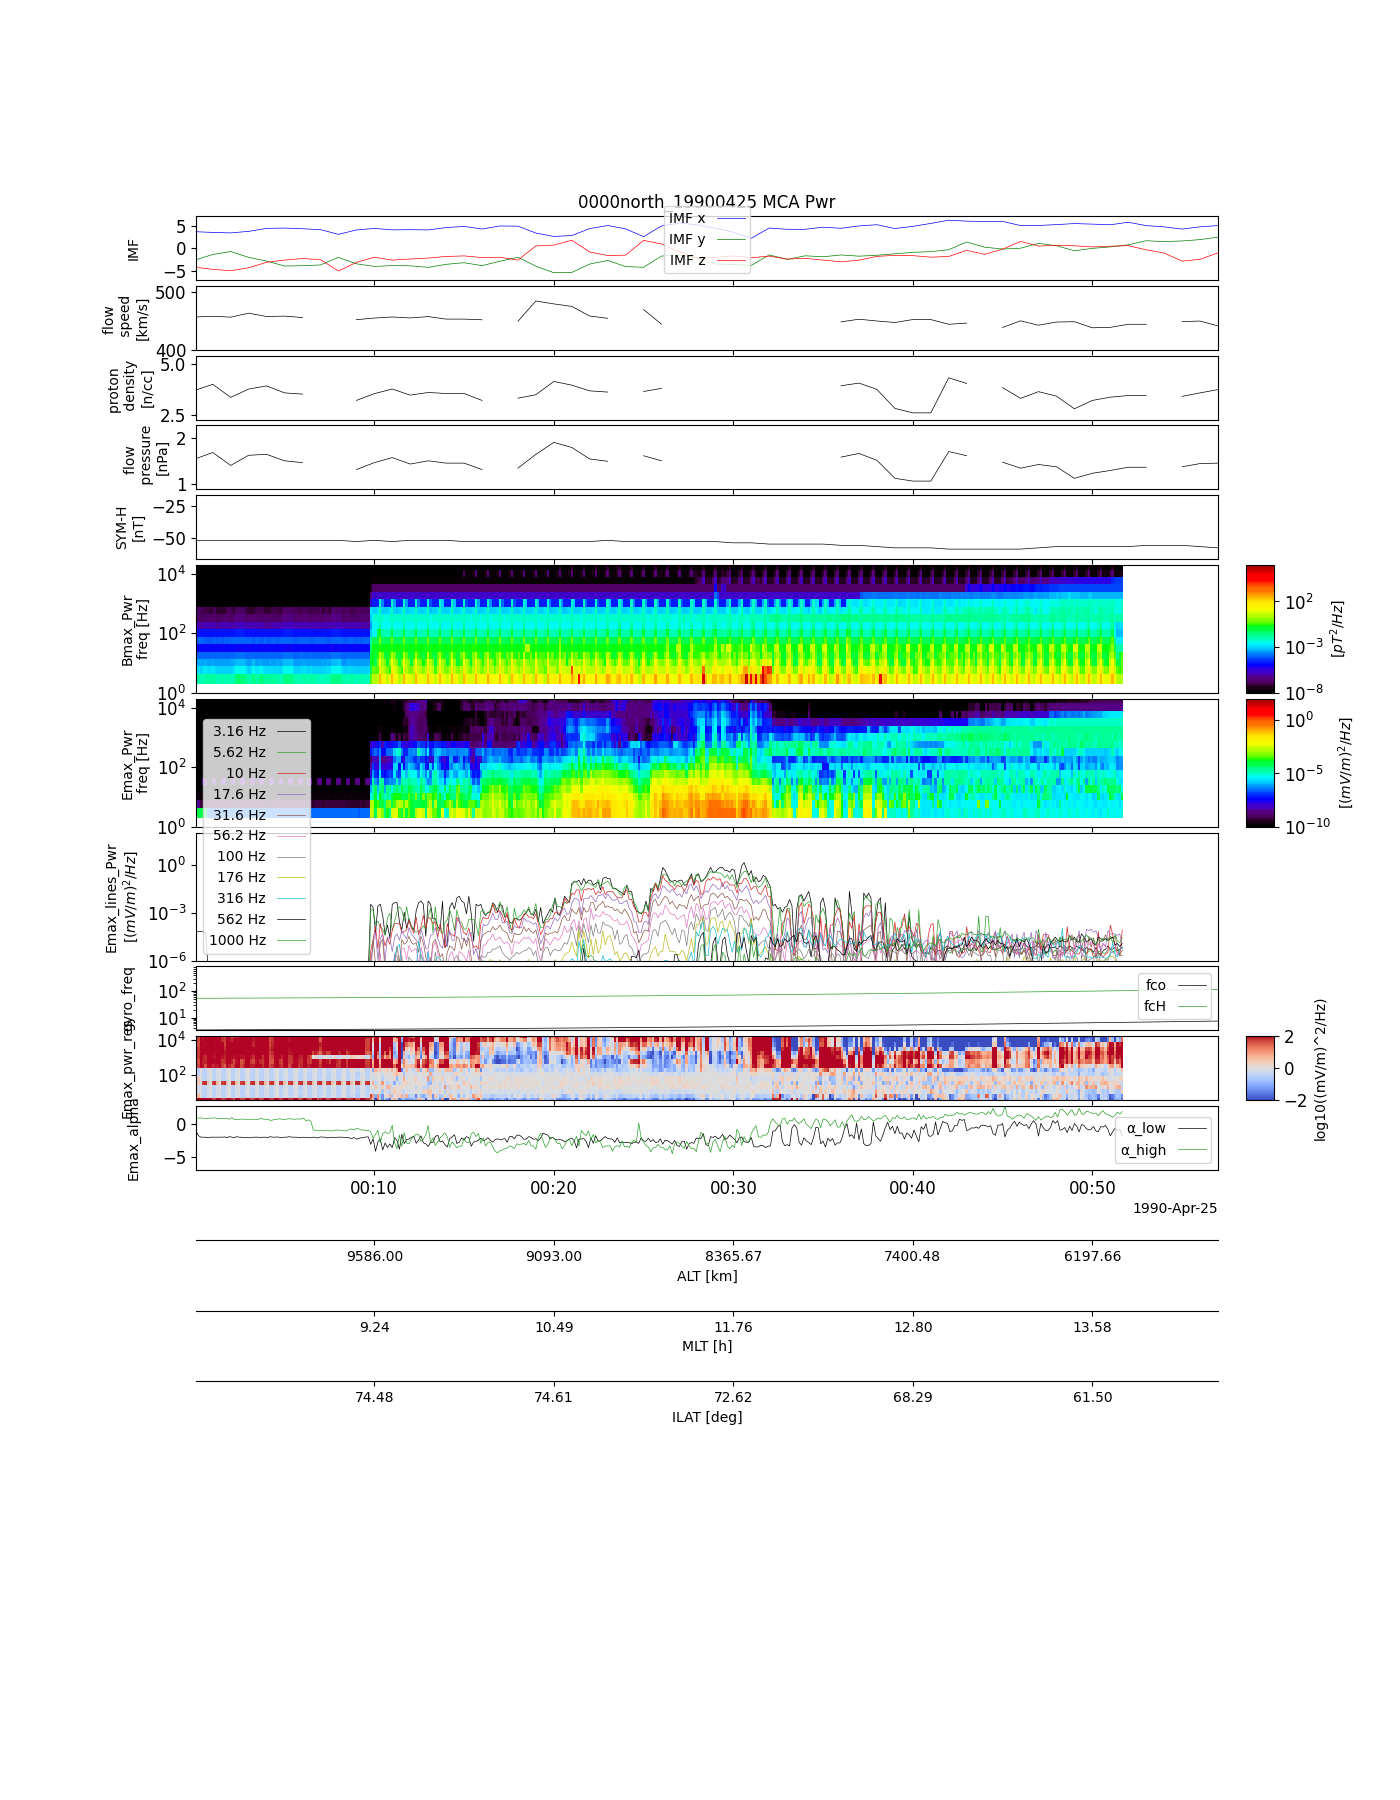 0000north_19900425 MCA Pwr
IMF
5
0
−5
IMF x
IMF y
IMF z
flow
speed
[km/s]
500
400
proton
density
[n/cc]
5.0
2.5
flow
pressure
[nPa]
2
1
SYM-H
[nT]
−25
−50
Bmax_Pwr
freq [Hz]
10^4
10^2
10^0
10^2
10^−3
10^−8
[pT^2/Hz]
Emax_Pwr
freq [Hz]
10^4
10^2
10^0
10^0
10^−5
10^−10
[(mV/m)^2/Hz]
3.16 Hz
5.62 Hz
10 Hz
17.6 Hz
31.6 Hz
56.2 Hz
100 Hz
176 Hz
316 Hz
562 Hz
1000 Hz
Emax_lines_Pwr
[(mV/m)^2/Hz]
10^0
10^−3
10^−6
gyro_freq
10^2
10^1
fco
fcH
Emax_pwr_reg
10^4
10^2
2
0
−2
log10((mV/m)^2/Hz)
Emax_alpha
0
−5
α_low
α_high
00:10 00:20 00:30 00:40 00:50
1990-Apr-25
9586.00 9093.00 8365.67 7400.48 6197.66
ALT [km]
9.24 10.49 11.76 12.80 13.58
MLT [h]
74.48 74.61 72.62 68.29 61.50
ILAT [deg]